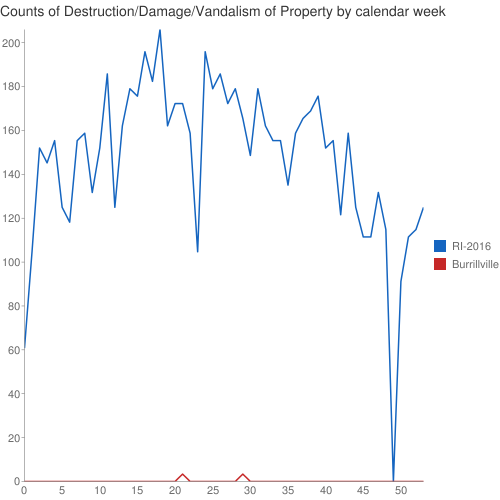 Counts of Destruction/Damage/Vandalism of Property by calendar week
200
180
160
140
120
100
80
60
40
20
0
RI-2016
Burrillville
0 5 10 15 20 25 30 35 40 45 50